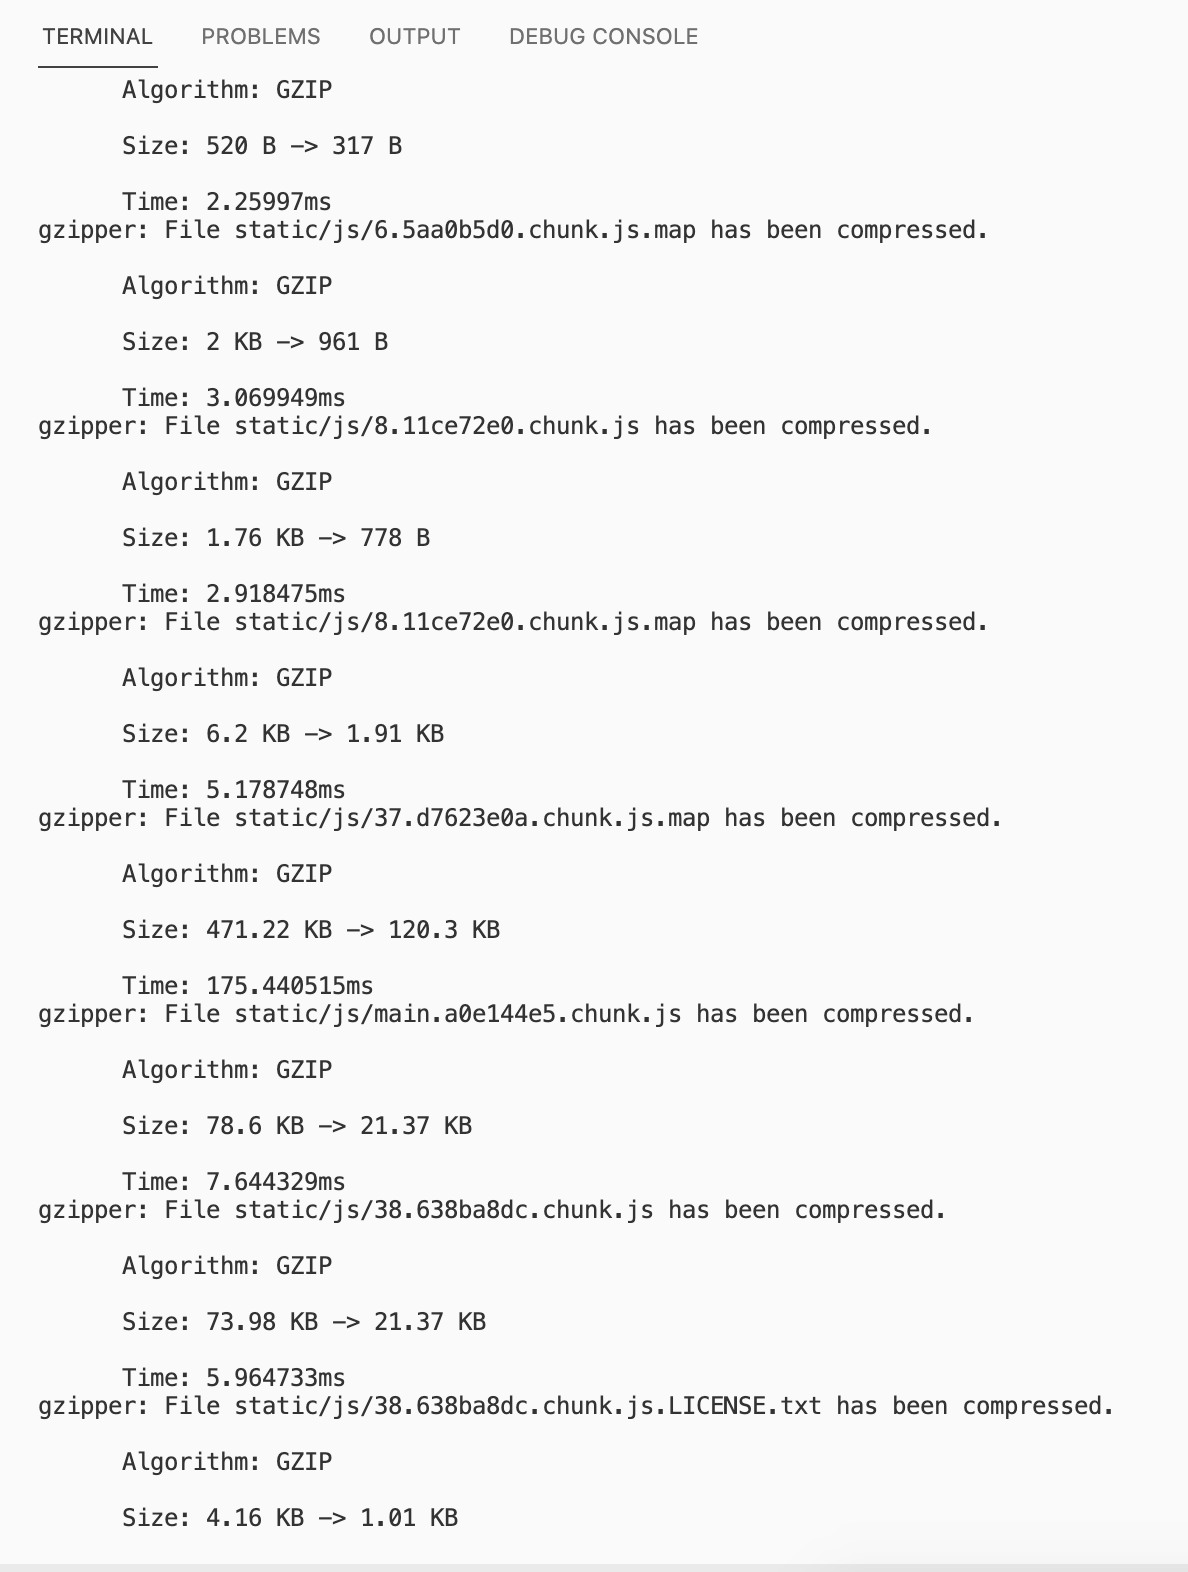 TERMINAL PROBLEMS OUTPUT DEBUG CONSOLE
Algorithm: GZIP
Size: 520 B -> 317 B
Time: 2.25997ms
gzipper: File static/js/6.5aa0b5d0.chunk.js.map has been compressed.
Algorithm: GZIP
Size: 2 KB -> 961 B
Time: 3.069949ms
gzipper: File static/js/8.11ce72e0.chunk.js has been compressed.
Algorithm: GZIP
Size: 1.76 KB -> 778 B
Time: 2.918475ms
gzipper: File static/js/8.11ce72e0.chunk.js.map has been compressed.
Algorithm: GZIP
Size: 6.2 KB -> 1.91 KB
Time: 5.178748ms
gzipper: File static/js/37.d7623e0a.chunk.js.map has been compressed.
Algorithm: GZIP
Size: 471.22 KB -> 120.3 KB
Time: 175.440515ms
gzipper: File static/js/main.a0e144e5.chunk.js has been compressed.
Algorithm: GZIP
Size: 78.6 KB -> 21.37 KB
Time: 7.644329ms
gzipper: File static/js/38.638ba8dc.chunk.js has been compressed.
Algorithm: GZIP
Size: 73.98 KB -> 21.37 KB
Time: 5.964733ms
gzipper: File static/js/38.638ba8dc.chunk.js.LICENSE.txt has been compressed.
Algorithm: GZIP
Size: 4.16 KB -> 1.01 KB